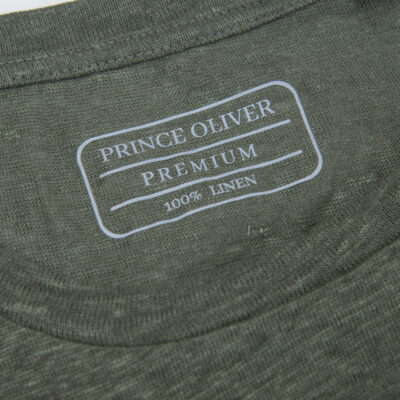 PRINCE OLIVER
PREMIUM
100% LINEN